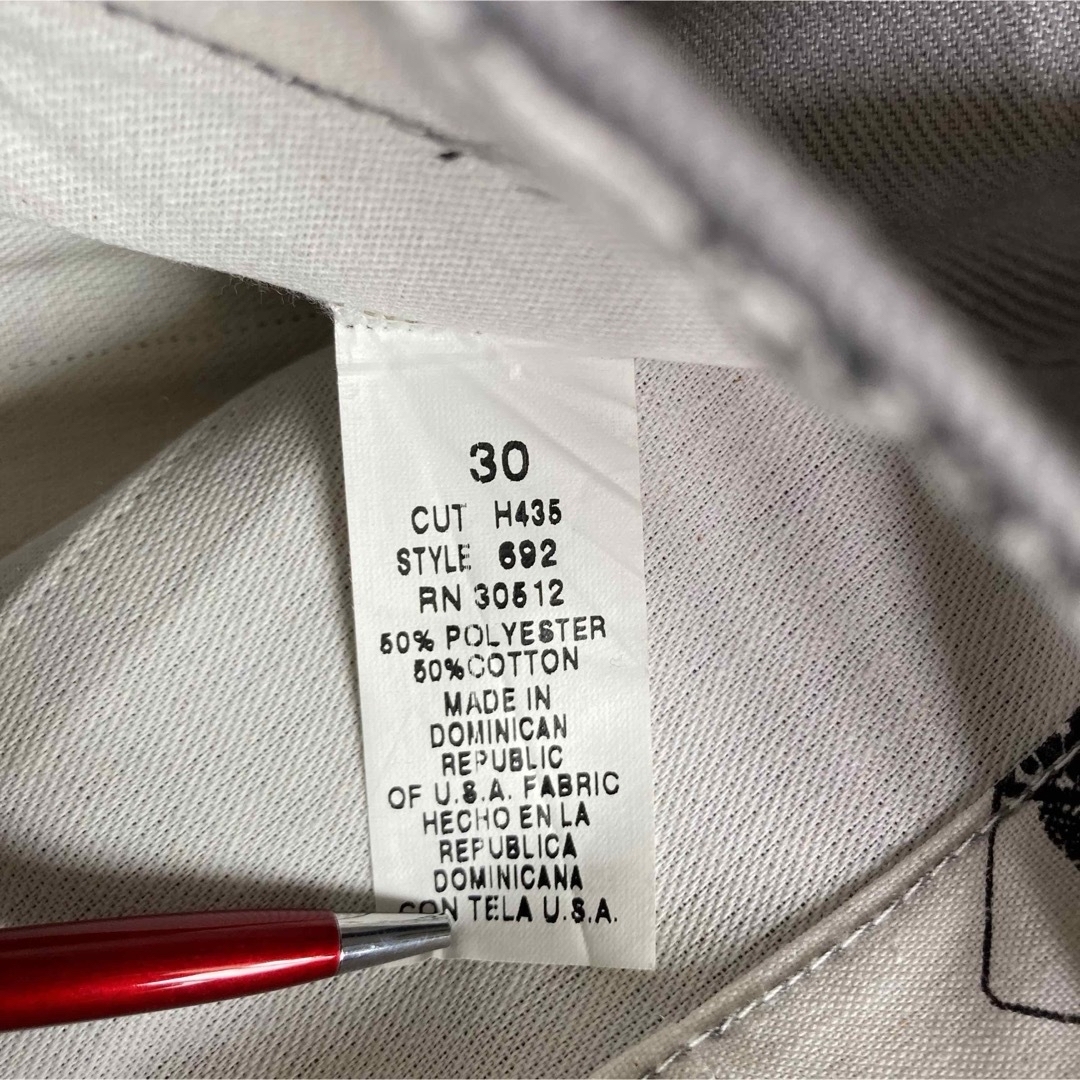 30
CUT H435
STYLE 692
RN 30512
50% POLYESTER
50%COTTON
MADE IN
DOMINICAN
REPUBLIC
OF U.S.A. FABRIC
HECHO EN LA
REPUBLICA
DOMINICANA
CON TELA U.S.A.